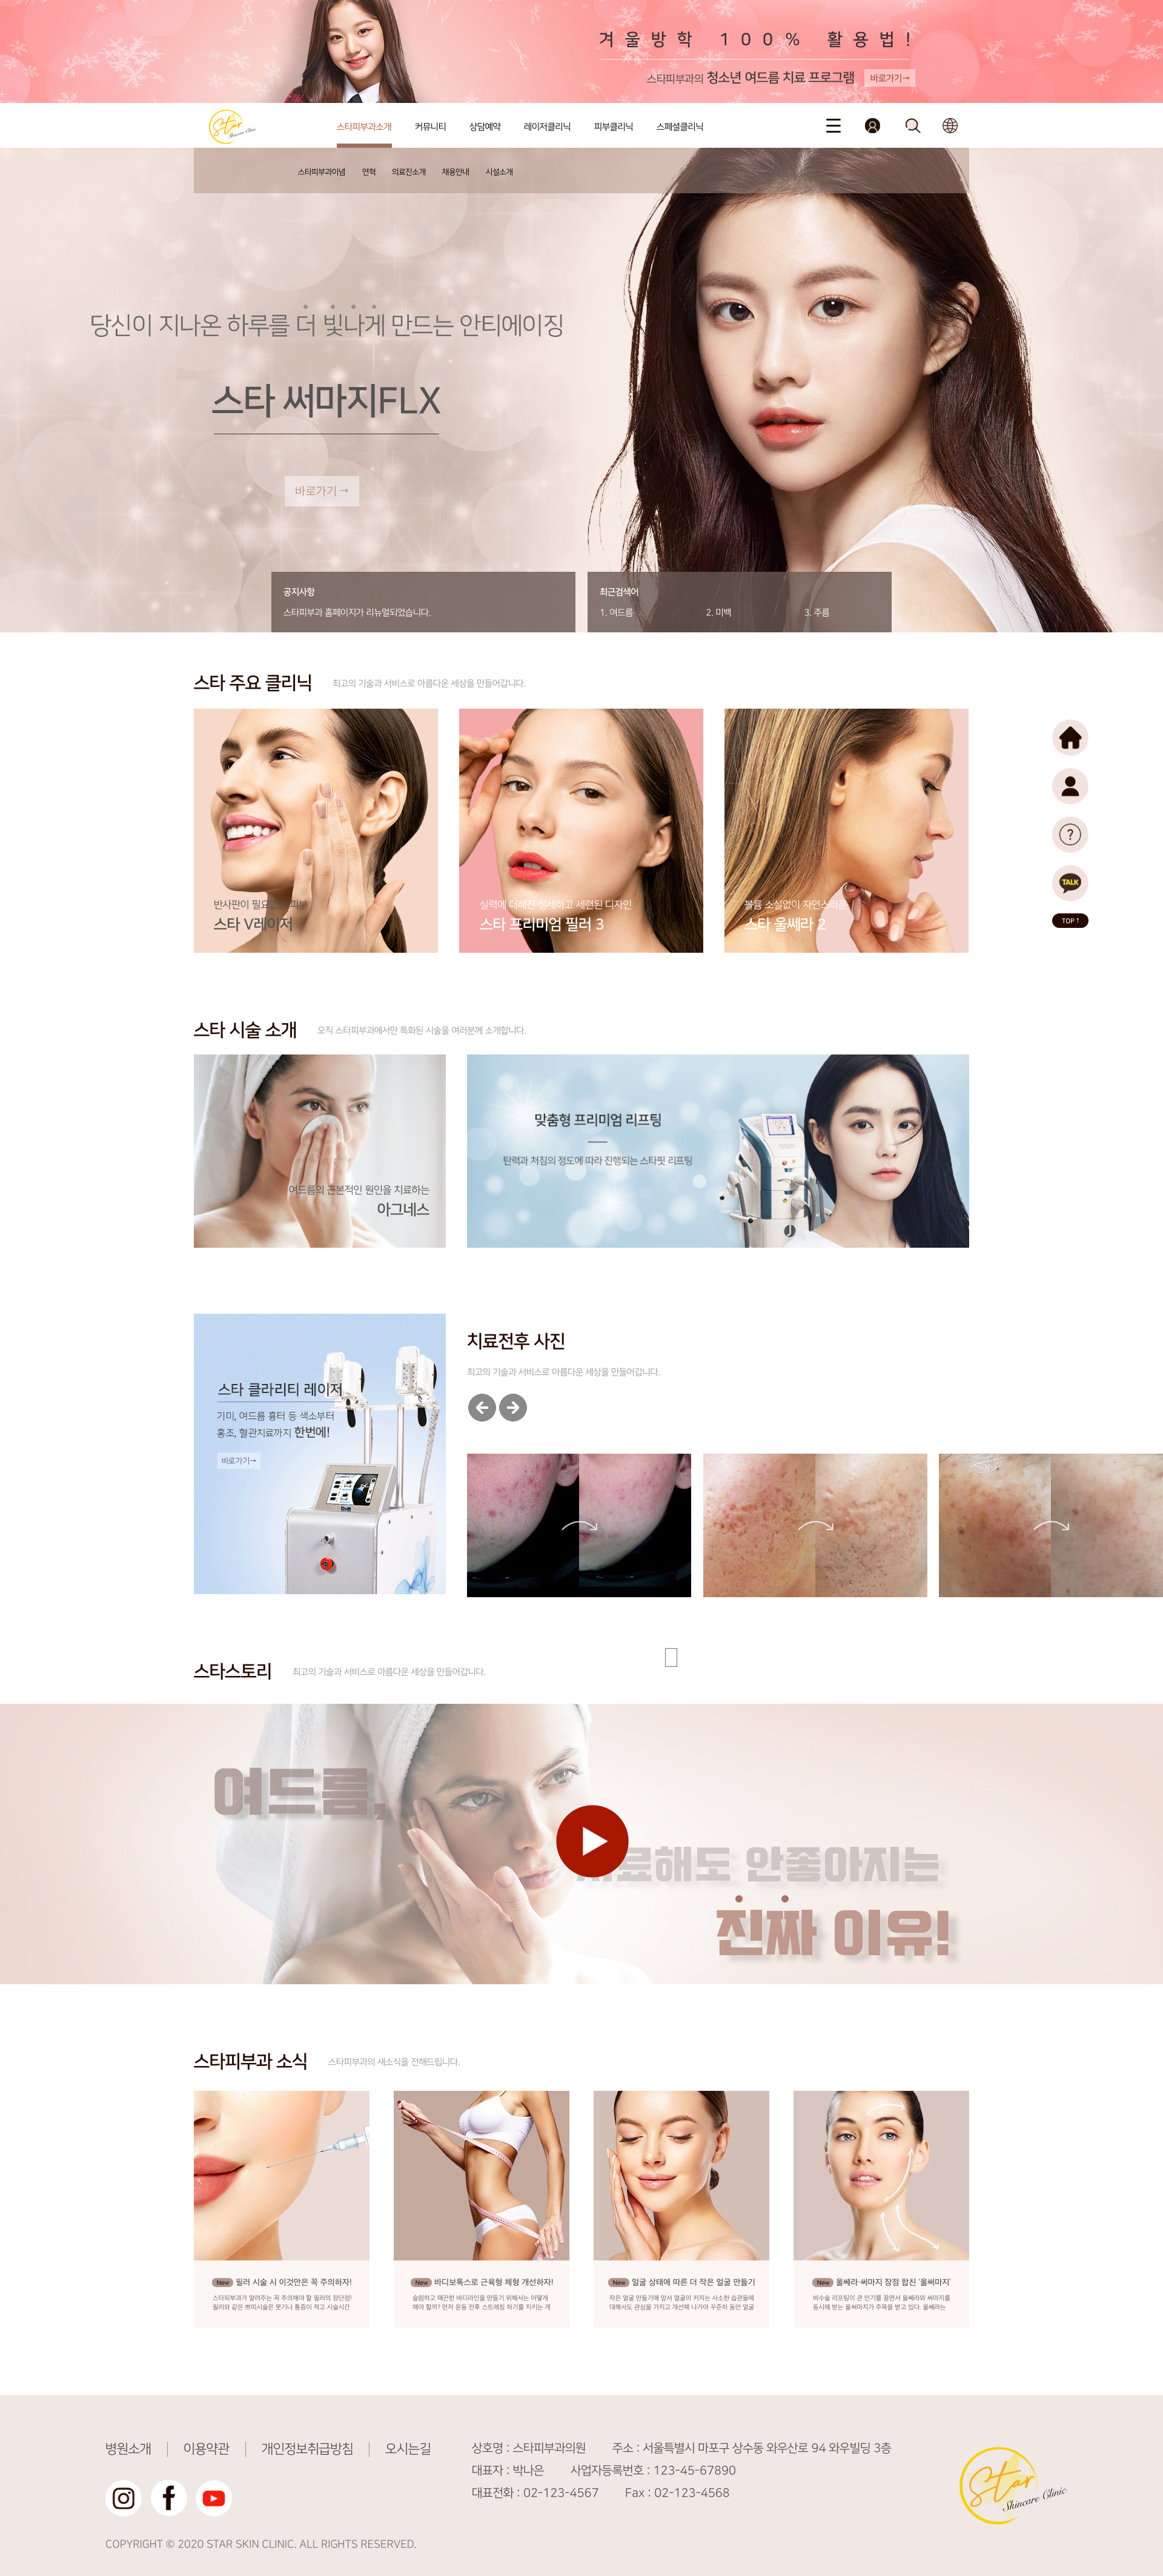 겨울방학 100% 활용법!
스타피부과의 청소년 여드름 치료 프로그램 바로가기→
Star
Skincare Clinic
스타피부과소개 커뮤니티 상담예약 레이저클리닉 피부클리닉 스페셜클리닉
스타피부과이념 연혁 의료진소개 채용안내 시설소개
당신이 지나온 하루를 더 빛나게 만드는 안티에이징
스타 써마지FLX
바로가기 →
공지사항
스타피부과 홈페이지가 리뉴얼되었습니다.
최근검색어
1. 여드름 2. 미백 3. 주름
스타 주요 클리닉 최고의 기술과 서비스로 아름다운 세상을 만들어갑니다.
반사판이 필요없는 피부
스타 V레이저
실력에 더해진 섬세하고 세련된 디자인
스타 프리미엄 필러 3
볼륨 소실없이 자연스러운
스타 울쎄라 2
?
TALK
TOP↑
스타 시술 소개 오직 스타피부과에서만 특화된 시술을 여러분께 소개합니다.
여드름의 근본적인 원인을 치료하는
아그네스
맞춤형 프리미엄 리프팅
탄력과 처짐의 정도에 따라 진행되는 스타핏 리프팅
스타 클라리티 레이저
기미, 여드름 흉터 등 색소부터
홍조, 혈관치료까지 한번에!
바로가기→
치료전후 사진
최고의 기술과 서비스로 아름다운 세상을 만들어갑니다.
스타스토리 최고의 기술과 서비스로 아름다운 세상을 만들어갑니다.
여드름,
료해도 안좋아지는
진짜 이유!
스타피부과 소식 스타피부과의 새소식을 전해드립니다.
New 필러 시술 시 이것만은 꼭 주의하자!
스타피부과가 알려주는 꼭 주의해야 할 필러의 장단점!
필러와 같은 쁘띠시술은 붓기나 통증이 적고 시술시간
New 바디보톡스로 근육형 체형 개선하자!
슬림하고 매끈한 바디라인을 만들기 위해서는 어떻게
해야 할까? 먼저 운동 전후 스트레칭 하기를 지키는 게
New 얼굴 상태에 따른 더 작은 얼굴 만들기
작은 얼굴 만들기에 앞서 얼굴이 커지는 사소한 습관들에
대해서도 관심을 가지고 개선해 나가야 꾸준히 동안 얼굴
New 울쎄라·써마지 장점 합친 '울써마지'
비수술 리프팅이 큰 인기를 끌면서 울쎄라와 써마지를
동시에 받는 울써마지가 주목을 받고 있다. 울쎄라는
병원소개 이용약관 개인정보취급방침 오시는길
상호명 : 스타피부과의원 주소 : 서울특별시 마포구 상수동 와우산로 94 와우빌딩 3층
대표자 : 박나은 사업자등록번호 : 123-45-67890
대표전화 : 02-123-4567 Fax : 02-123-4568
COPYRIGHT © 2020 STAR SKIN CLINIC. ALL RIGHTS RESERVED.
Star
Skincare Clinic